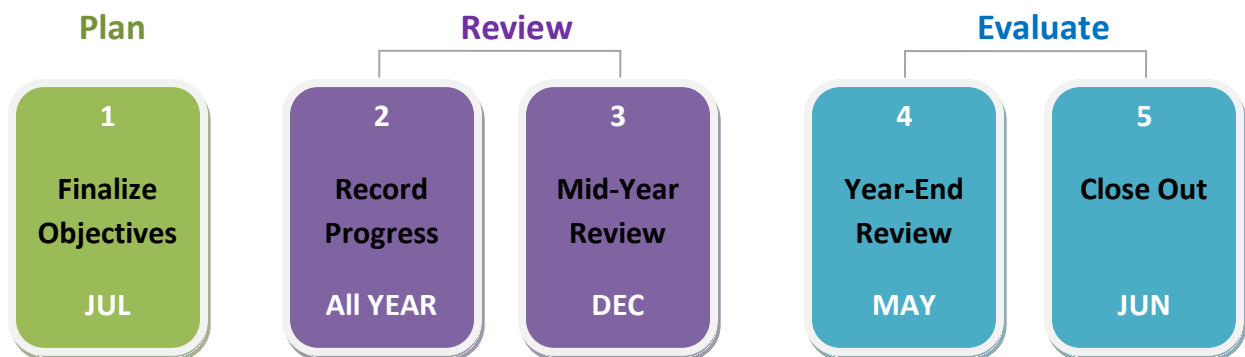 Plan
Review
Evaluate
1
Finalize
Objectives
JUL
2
Record
Progress
All YEAR
3
Mid-Year
Review
DEC
4
Year-End
Review
MAY
5
Close Out
JUN